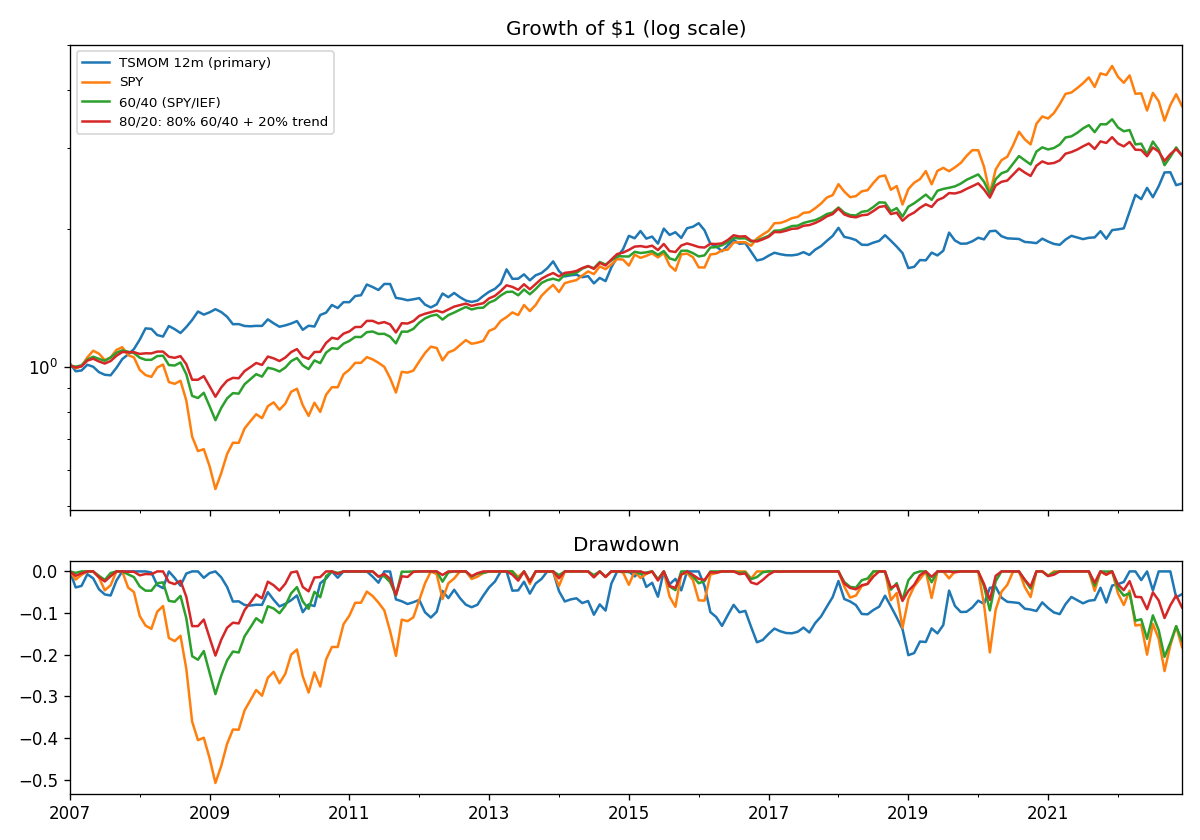 Growth of $1 (log scale)
TSMOM 12m (primary)
SPY
60/40 (SPY/IEF)
80/20: 80% 60/40 + 20% trend
10⁰
Drawdown
0.0
−0.1
−0.2
−0.3
−0.4
−0.5
2007 2009 2011 2013 2015 2017 2019 2021